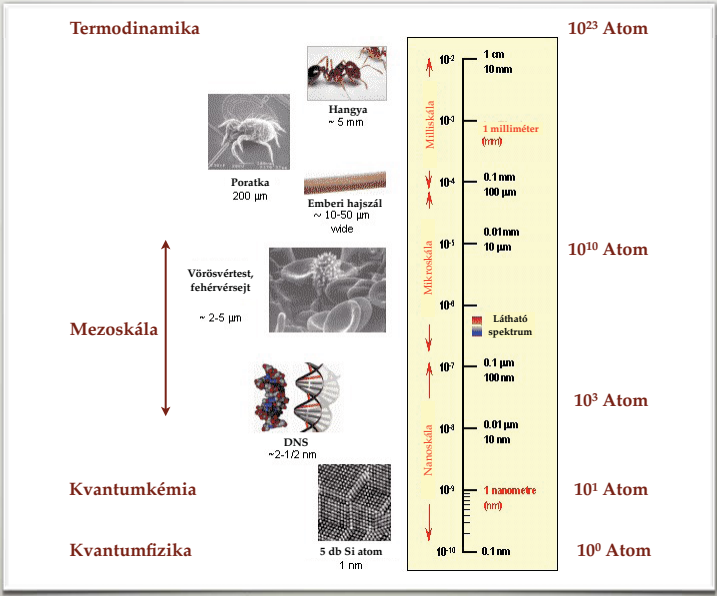 Termodinamika
10²³ Atom
Hangya
~ 5 mm
Poratka
200 µm
Emberi hajszál
~ 10-50 µm
wide
Vörösvértest,
fehérvérsejt
~ 2-5 µm
Mezoskála
DNS
~2-1/2 nm
Kvantumkémia
5 db Si atom
1 nm
Kvantumfizika
Milliskála
Mikroskála
Nanoskála
10⁻²
1 cm
10 mm
10⁻³
1 milliméter
(mm)
10⁻⁴
0.1 mm
100 µm
10⁻⁵
0.01 mm
10 µm
10⁻⁶
Látható
spektrum
10⁻⁷
0.1 µm
100 nm
10⁻⁸
0.01 µm
10 nm
10⁻⁹
1 nanometre
(nm)
10⁻¹⁰
0.1 nm
10¹⁰ Atom
10³ Atom
10¹ Atom
10⁰ Atom